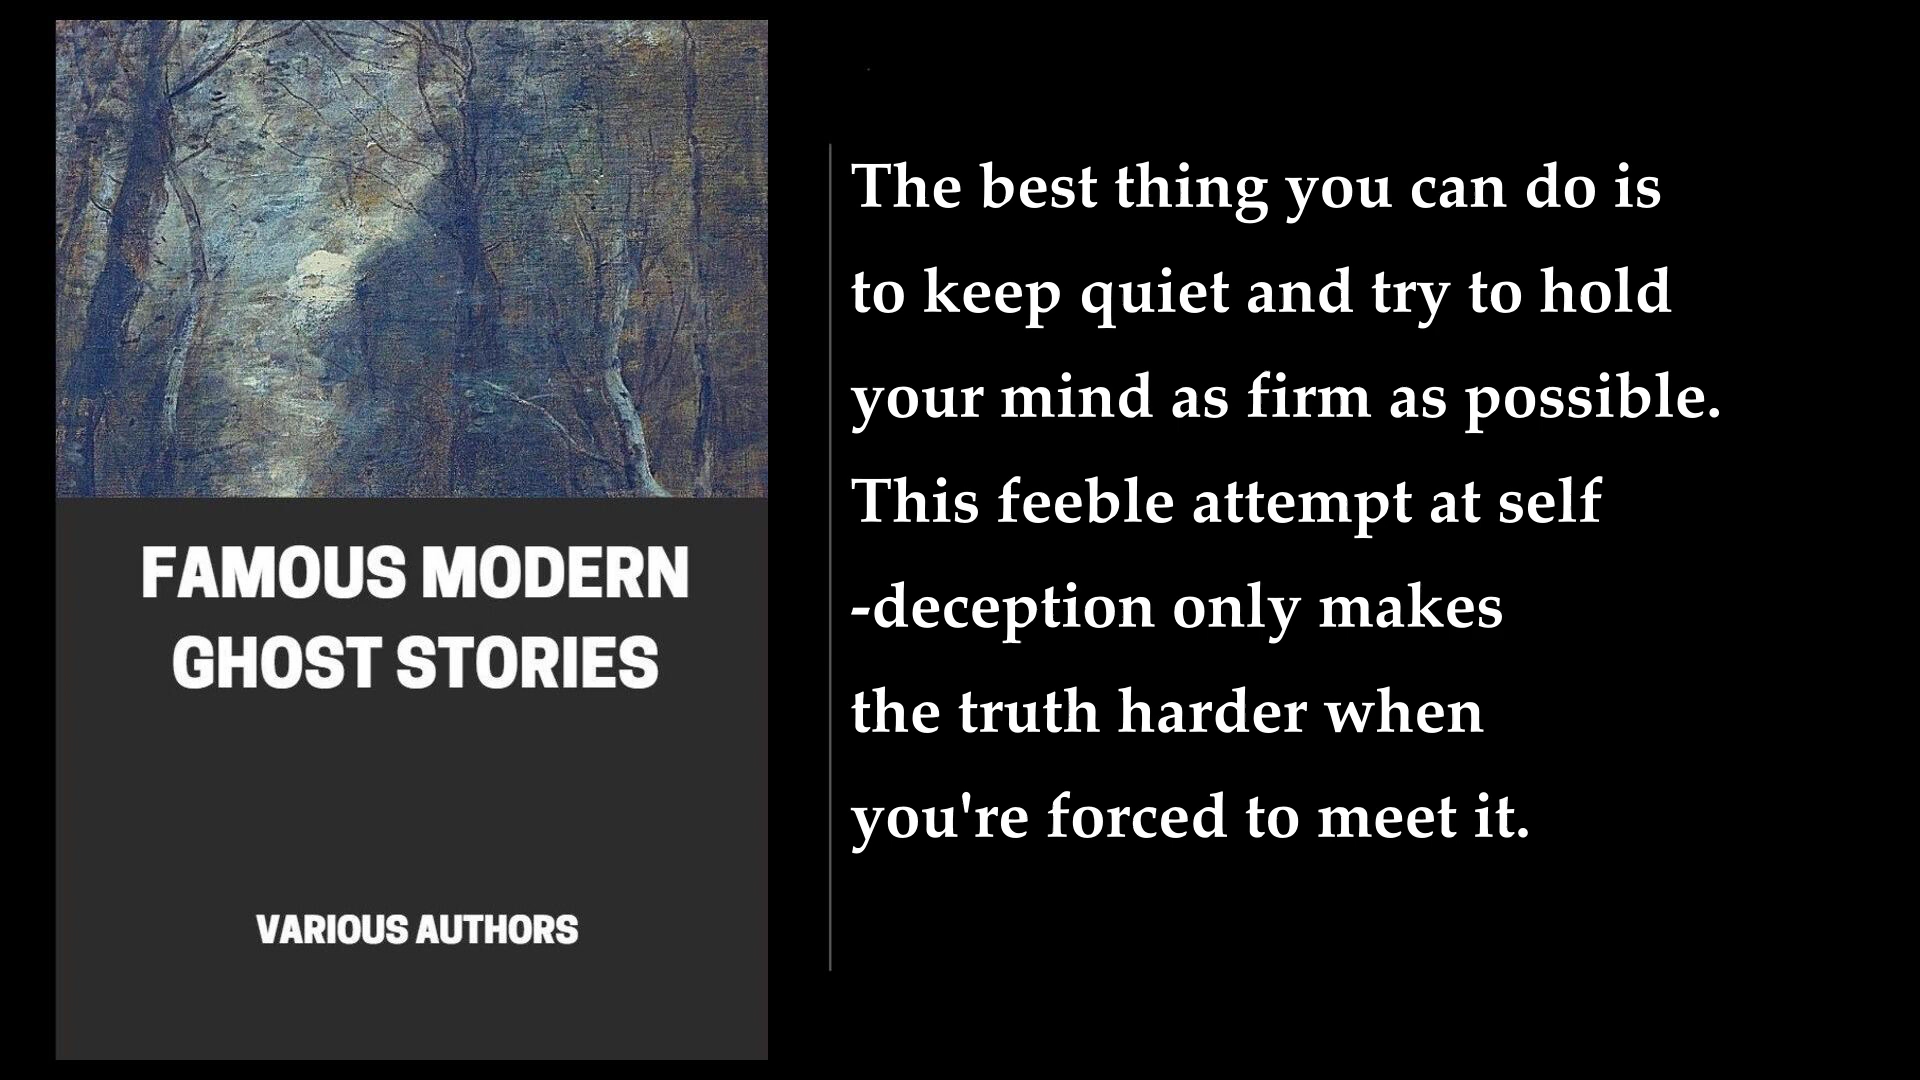 FAMOUS MODERN
GHOST STORIES
VARIOUS AUTHORS
The best thing you can do is
to keep quiet and try to hold
your mind as firm as possible.
This feeble attempt at self
-deception only makes
the truth harder when
you're forced to meet it.